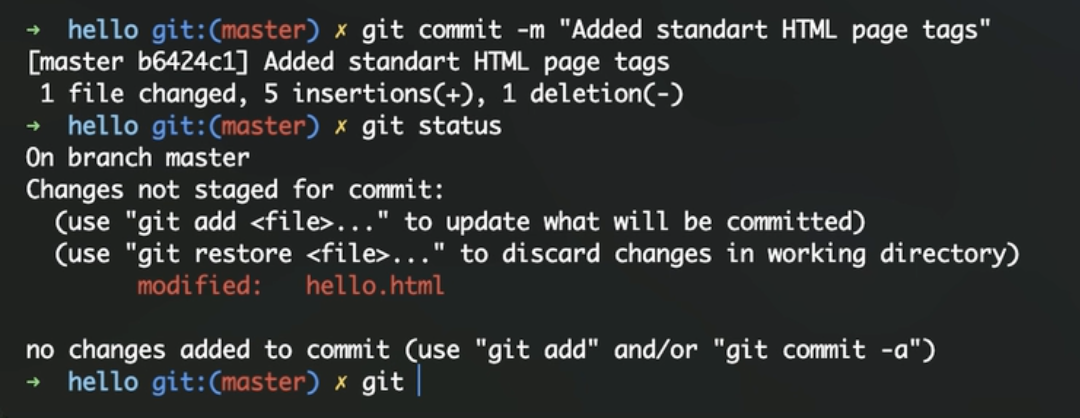 → hello git:(master) ✗ git commit -m "Added standart HTML page tags"
[master b6424c1] Added standart HTML page tags
 1 file changed, 5 insertions(+), 1 deletion(-)
→ hello git:(master) ✗ git status
On branch master
Changes not staged for commit:
  (use "git add <file>..." to update what will be committed)
  (use "git restore <file>..." to discard changes in working directory)
        modified:   hello.html

no changes added to commit (use "git add" and/or "git commit -a")
→ hello git:(master) ✗ git